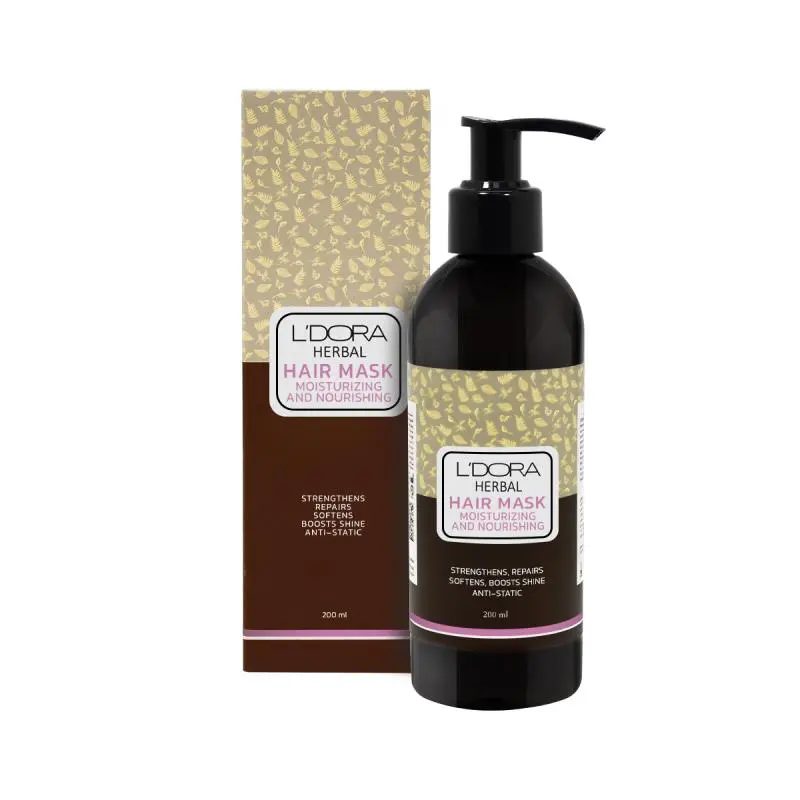 L'DORA
HERBAL
HAIR MASK
MOISTURIZING
AND NOURISHING
STRENGTHENS
REPAIRS
SOFTENS
BOOSTS SHINE
ANTI-STATIC
200 ml
L'DORA
HERBAL
HAIR MASK
MOISTURIZING
AND NOURISHING
STRENGTHENS, REPAIRS
SOFTENS, BOOSTS SHINE
ANTI-STATIC
200 ml